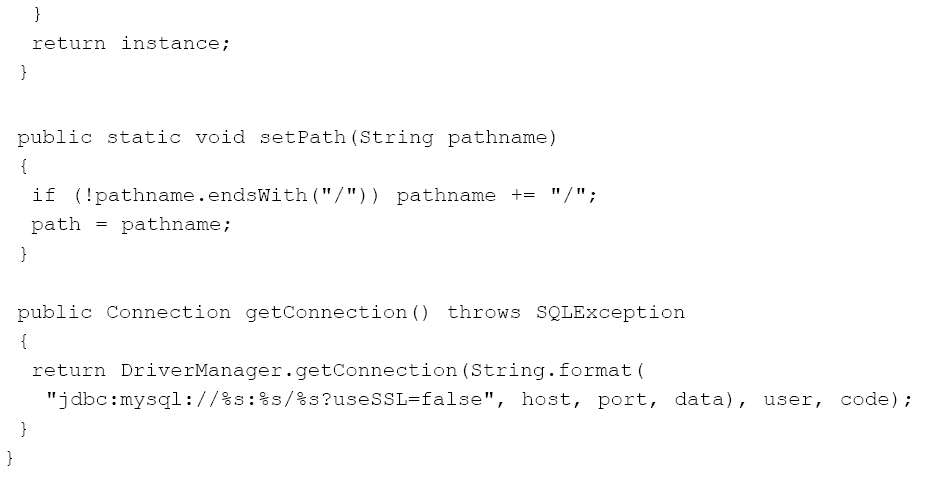 }
return instance;
}
public static void setPath(String pathname)
{
if (!pathname.endsWith("/")) pathname += "/";
path = pathname;
}
public Connection getConnection() throws SQLException
{
return DriverManager.getConnection(String.format(
"jdbc:mysql://%s:%s/%s?useSSL=false", host, port, data), user, code);
}
}